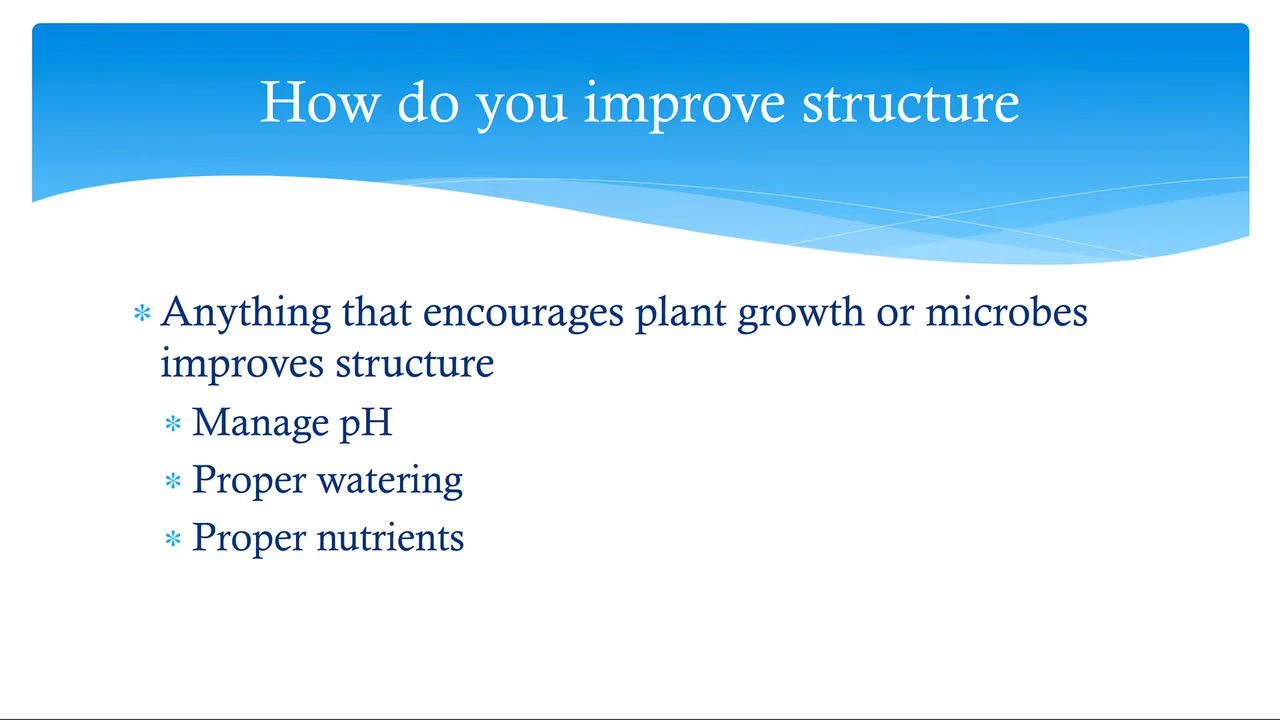 How do you improve structure
* Anything that encourages plant growth or microbes
improves structure
* Manage pH
* Proper watering
* Proper nutrients